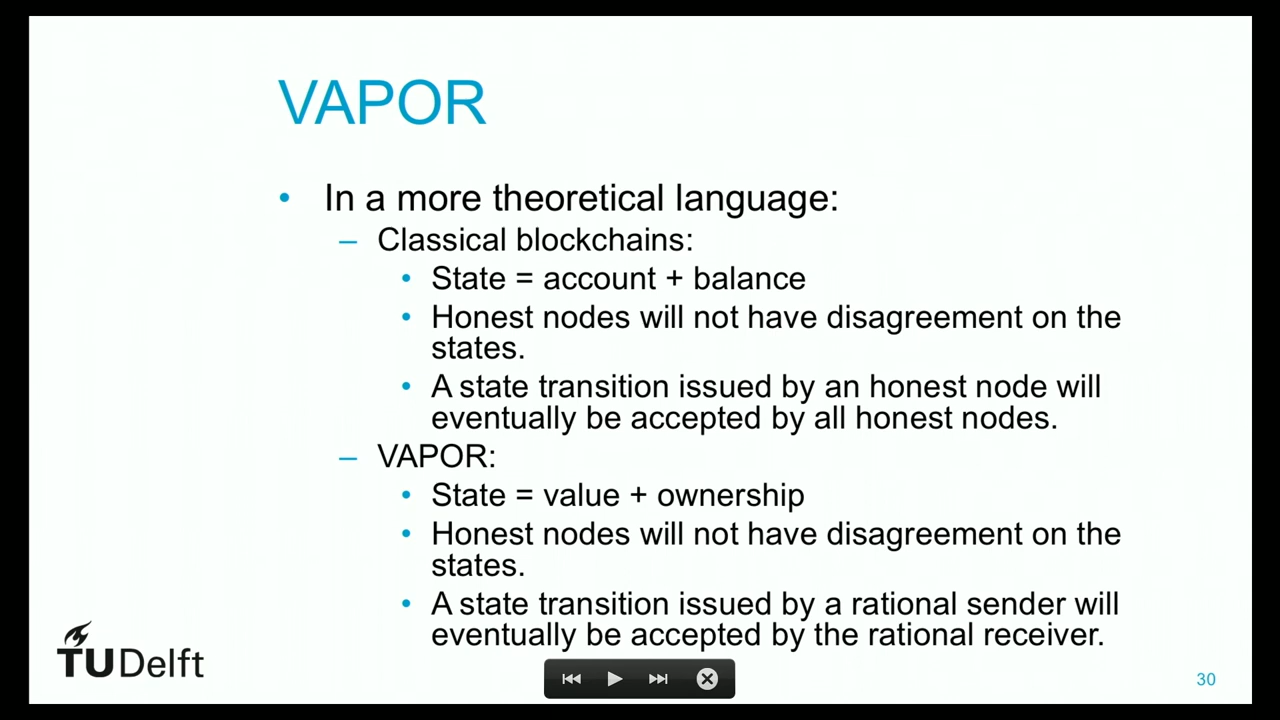 VAPOR
• In a more theoretical language:
– Classical blockchains:
• State = account + balance
• Honest nodes will not have disagreement on the
states.
• A state transition issued by an honest node will
eventually be accepted by all honest nodes.
– VAPOR:
• State = value + ownership
• Honest nodes will not have disagreement on the
states.
• A state transition issued by a rational sender will
eventually be accepted by the rational receiver.
TUDelft
30